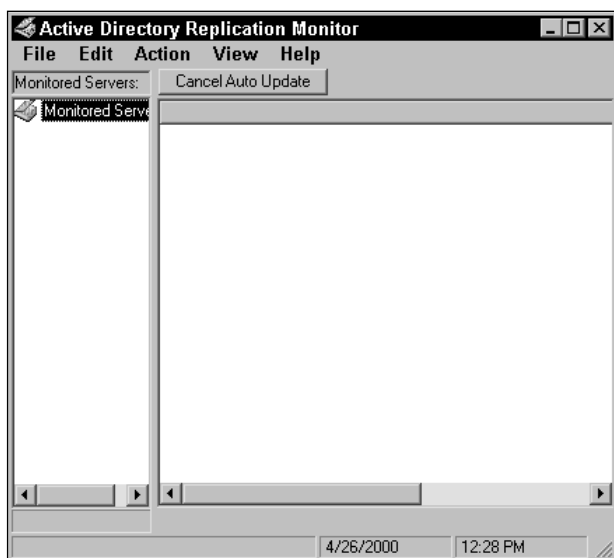 Active Directory Replication Monitor
File Edit Action View Help
Monitored Servers: Cancel Auto Update
Monitored Serve
4/26/2000 12:28 PM